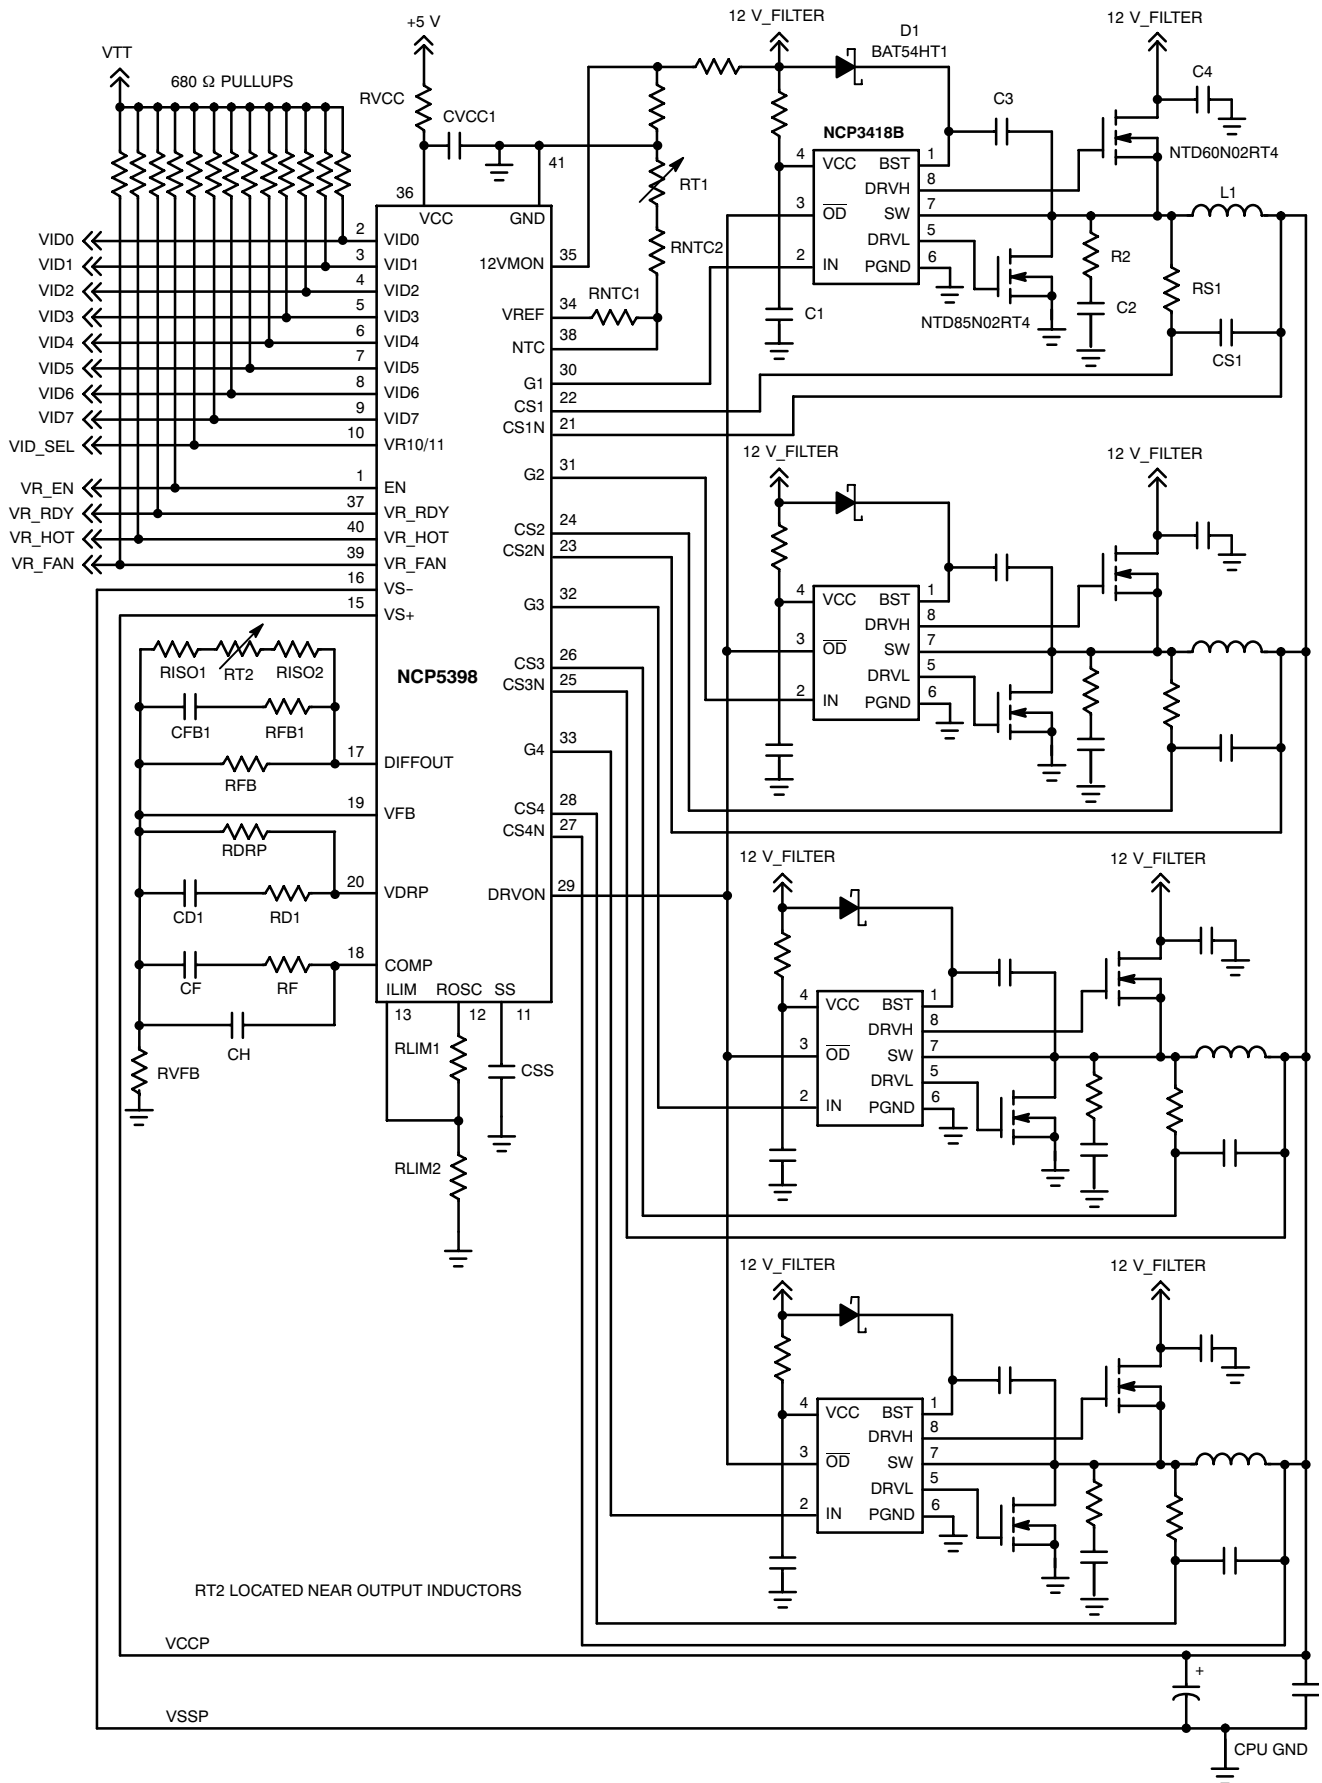 +5 V
12 V_FILTER
D1
BAT54HT1
12 V_FILTER
VTT
680 Ω PULLUPS
RVCC
CVCC1
C3
C4
NCP3418B
NTD60N02RT4
41
36
VCC
GND
RT1
4
VCC
BST
1
DRVH
8
3
OD
SW
7
L1
DRVL
5
2
IN
PGND
6
R2
RS1
C1
NTD85N02RT4
C2
CS1
VID0
2
VID0
VID1
3
VID1
VID2
4
VID2
VID3
5
VID3
VID4
6
VID4
VID5
7
VID5
VID6
8
VID6
VID7
9
VID7
VID_SEL
10
VR10/11
VR_EN
1
EN
VR_RDY
37
VR_RDY
VR_HOT
40
VR_HOT
VR_FAN
39
VR_FAN
16
VS–
15
VS+
12VMON
35
RNTC2
RNTC1
VREF
34
NTC
38
G1
30
CS1
22
CS1N
21
G2
31
CS2
24
CS2N
23
G3
32
CS3
26
CS3N
25
G4
33
CS4
28
CS4N
27
DRVON
29
NCP5398
RISO1
RT2
RISO2
CFB1
RFB1
17
DIFFOUT
RFB
19
VFB
RDRP
20
VDRP
CD1
RD1
18
COMP
CF
RF
CH
RVFB
ILIM
ROSC
SS
13
12
11
RLIM1
CSS
RLIM2
12 V_FILTER
12 V_FILTER
4
VCC
BST
1
DRVH
8
3
OD
SW
7
DRVL
5
2
IN
PGND
6
12 V_FILTER
12 V_FILTER
4
VCC
BST
1
DRVH
8
3
OD
SW
7
DRVL
5
2
IN
PGND
6
12 V_FILTER
12 V_FILTER
4
VCC
BST
1
DRVH
8
3
OD
SW
7
DRVL
5
2
IN
PGND
6
RT2 LOCATED NEAR OUTPUT INDUCTORS
VCCP
+
VSSP
CPU GND